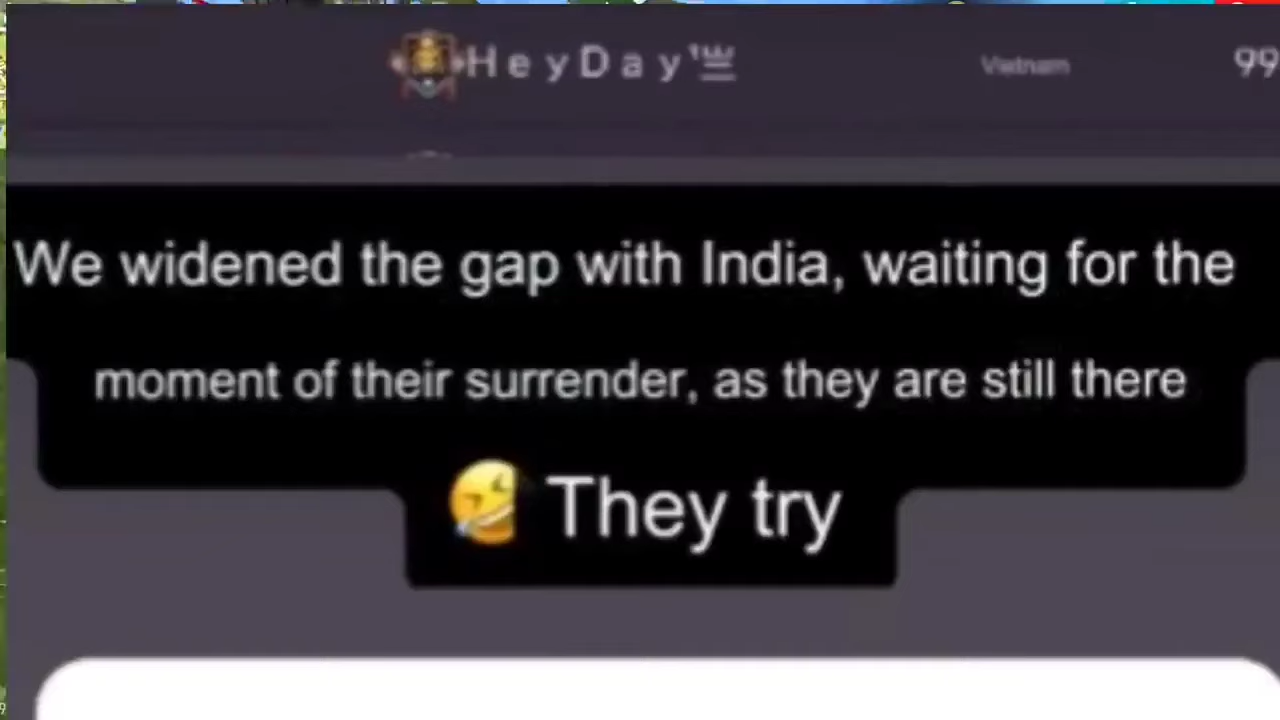 HeyDay'亗 Vietnam 99
We widened the gap with India, waiting for the
moment of their surrender, as they are still there
🤣 They try